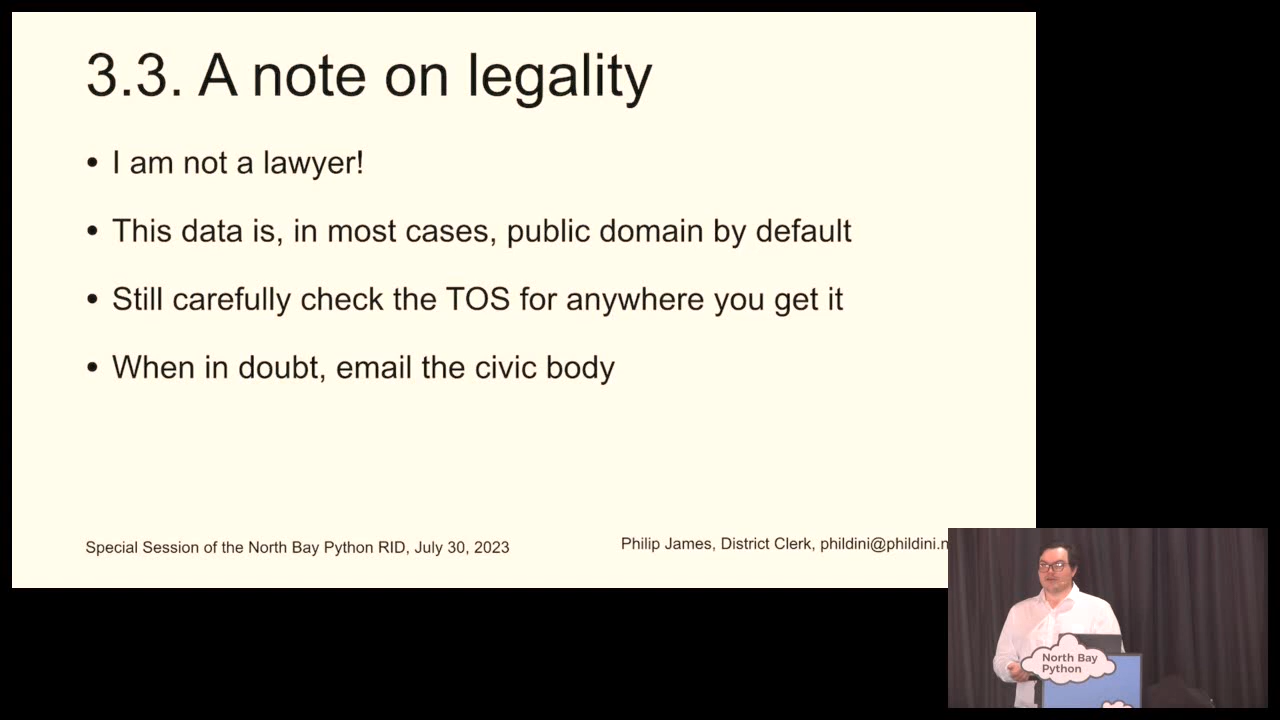 3.3. A note on legality
• I am not a lawyer!
• This data is, in most cases, public domain by default
• Still carefully check the TOS for anywhere you get it
• When in doubt, email the civic body
Special Session of the North Bay Python RID, July 30, 2023
Philip James, District Clerk, phildini@phildini.n
North Bay
Python